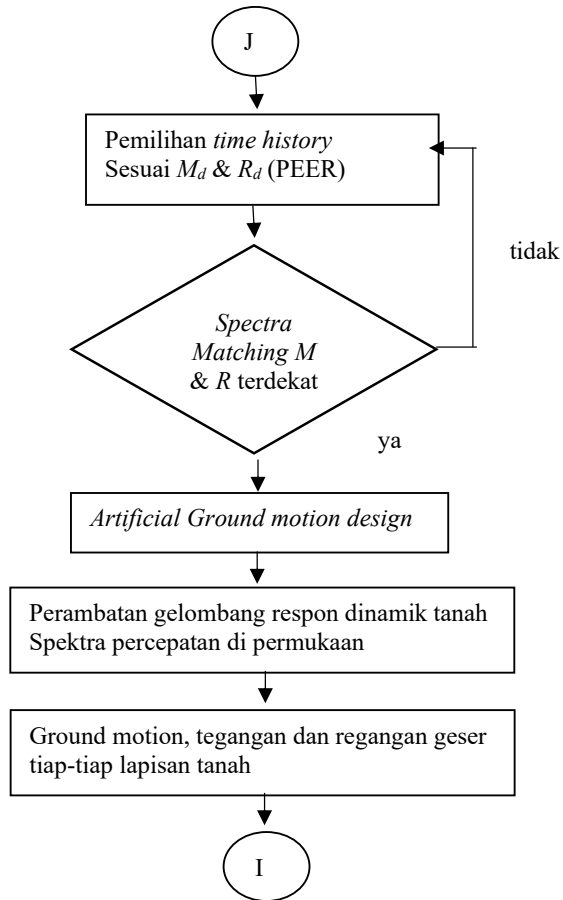 J
Pemilihan time history
Sesuai Md & Rd (PEER)
tidak
Spectra
Matching M
& R terdekat
ya
Artificial Ground motion design
Perambatan gelombang respon dinamik tanah
Spektra percepatan di permukaan
Ground motion, tegangan dan regangan geser
tiap-tiap lapisan tanah
I